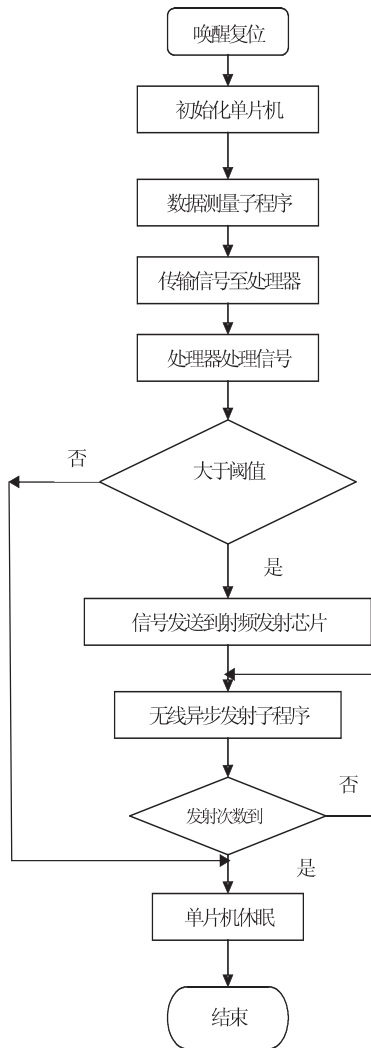 唤醒复位
初始化单片机
数据测量子程序
传输信号至处理器
处理器处理信号
否
大于阈值
是
信号发送到射频发射芯片
无线异步发射子程序
否
发射次数到
是
单片机休眠
结束